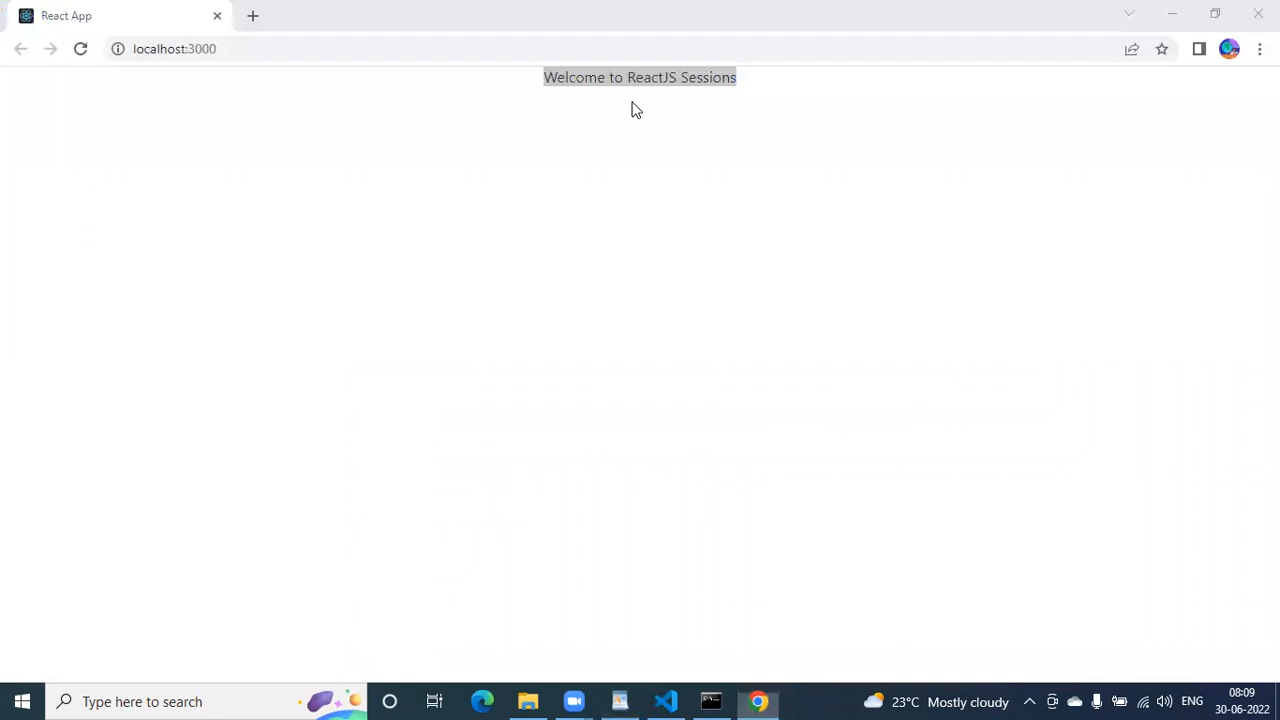 React App
localhost:3000
Welcome to ReactJS Sessions
Type here to search
23°C Mostly cloudy
ENG
08:09
30-06-2022